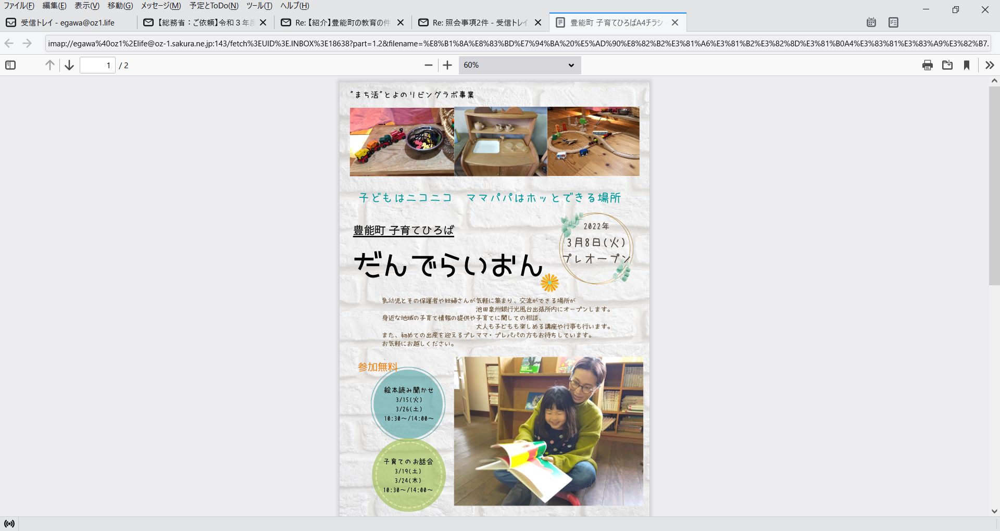 ファイル(F) 編集(E) 表示(V) 移動(G) メッセージ(M) 予定とToDo(N) ツール(T) ヘルプ(H)
受信トレイ - egawa@oz1.life
【総務省：ご依頼】令和３年度
Re: 【紹介】豊能町の教育の件
Re: 照会事項2件 - 受信トレイ
豊能町 子育てひろばA4チラシ -
imap://egawa%40oz1%2Elife@oz-1.sakura.ne.jp:143/fetch%3EUID%3E.INBOX%3E18638?part=1.2&filename=%E8%B1%8A%E8%83%BD%E7%94%BA%20%E5%AD%90%E8%82%B2%E3%81%A6%E3%81%B2%E3%82%8D%E3%81%B0A4%E3%83%81%E3%83%A9%E3%82%B7.
1 / 2
60%
"まち活"とよのリビングラボ事業
子どもはニコニコ ママパパはホッとできる場所
豊能町 子育てひろば
2022年
3月8日(火)
プレオープン
だんでらいおん
乳幼児とその保護者や妊婦さんが気軽に集まり、交流ができる場所が
池田泉州銀行光風台出張所内にオープンします。
身近な地域の子育て情報の提供や子育てに関しての相談、
大人も子どもも楽しめる講座や行事も行います。
また、初めての出産を迎えるプレママ・プレパパの方もお待ちしています。
お気軽にお越しください。
参加無料
絵本読み聞かせ
3/15(火)
3/26(土)
10:30～/14:00～
子育てのお話会
3/19(土)
3/24(木)
10:30～/14:00～